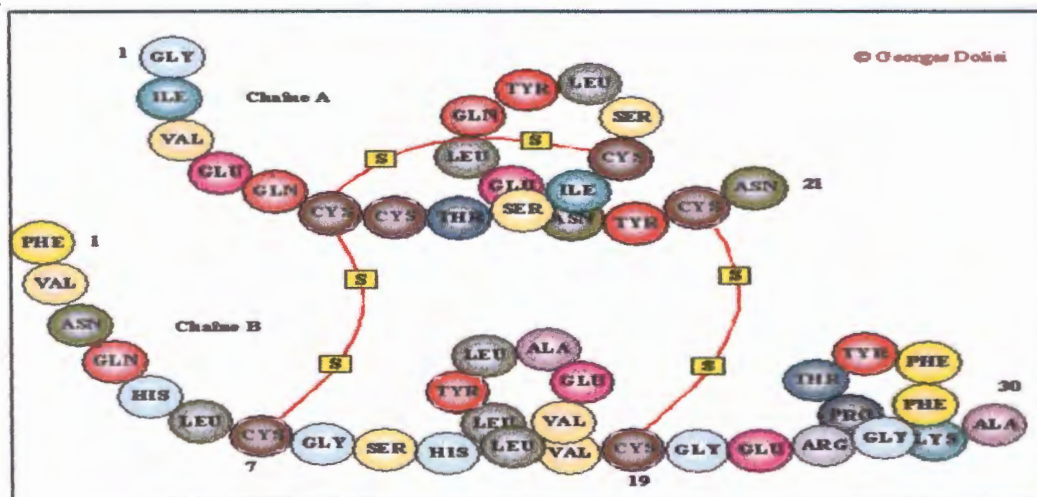 © Georges Dolisi
Chaîne A
1
GLY
ILE
VAL
GLU
GLN
CYS
CYS
THR
SER
ILE
CYS
SER
LEU
TYR
GLN
LEU
GLU
ASN
TYR
CYS
ASN
21
S
S
S
S
S
S
Chaîne B
1
PHE
VAL
ASN
GLN
HIS
LEU
CYS
7
GLY
SER
HIS
LEU
VAL
GLU
ALA
LEU
TYR
LEU
VAL
CYS
19
GLY
GLU
ARG
GLY
PHE
PHE
TYR
THR
PRO
LYS
ALA
30